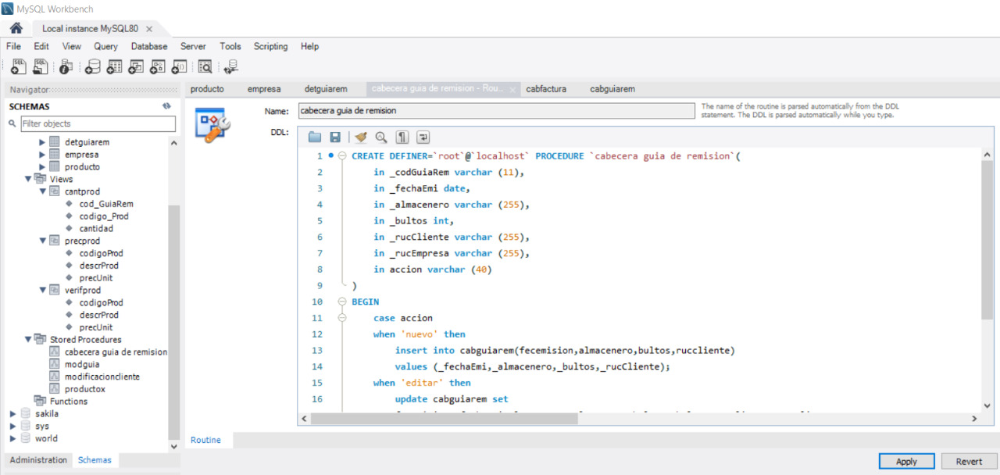 MySQL Workbench
Local instance MySQL80
File Edit View Query Database Server Tools Scripting Help
Navigator
SCHEMAS
Filter objects
detguiarem
empresa
producto
Views
cantprod
cod_GuiaRem
codigo_Prod
cantidad
precprod
codigoProd
descrProd
precUnit
verifprod
codigoProd
descrProd
precUnit
Stored Procedures
cabecera guia de remision
modguia
modificacioncliente
productox
Functions
sakila
sys
world
Administration Schemas
producto empresa detguiarem cabecera guia de remision - Rou... cabfactura cabguiarem
Name: cabecera guia de remision
The name of the routine is parsed automatically from the DDL
statement. The DDL is parsed automatically while you type.
DDL:
1 CREATE DEFINER=`root`@`localhost` PROCEDURE `cabecera guia de remision`(
2 in _codGuiaRem varchar (11),
3 in _fechaEmi date,
4 in _almacenero varchar (255),
5 in _bultos int,
6 in _rucCliente varchar (255),
7 in _rucEmpresa varchar (255),
8 in accion varchar (40)
9 )
10 BEGIN
11 case accion
12 when 'nuevo' then
13 insert into cabguiarem(fecemision,almacenero,bultos,ruccliente)
14 values (_fechaEmi,_almacenero,_bultos,_rucCliente);
15 when 'editar' then
16 update cabguiarem set
Routine
Apply Revert